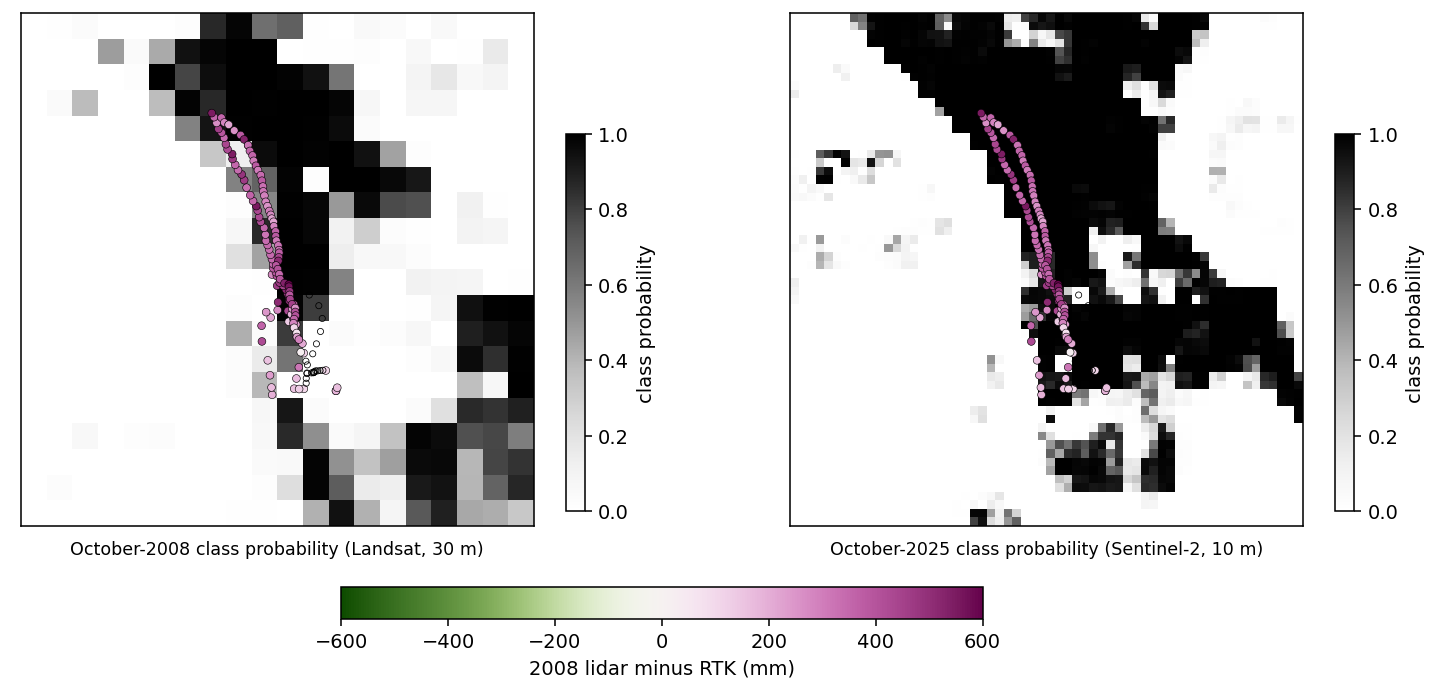 1.0
0.8
0.6
0.4
0.2
0.0
class probability
1.0
0.8
0.6
0.4
0.2
0.0
class probability
October-2008 class probability (Landsat, 30 m)
October-2025 class probability (Sentinel-2, 10 m)
−600 −400 −200 0 200 400 600
2008 lidar minus RTK (mm)